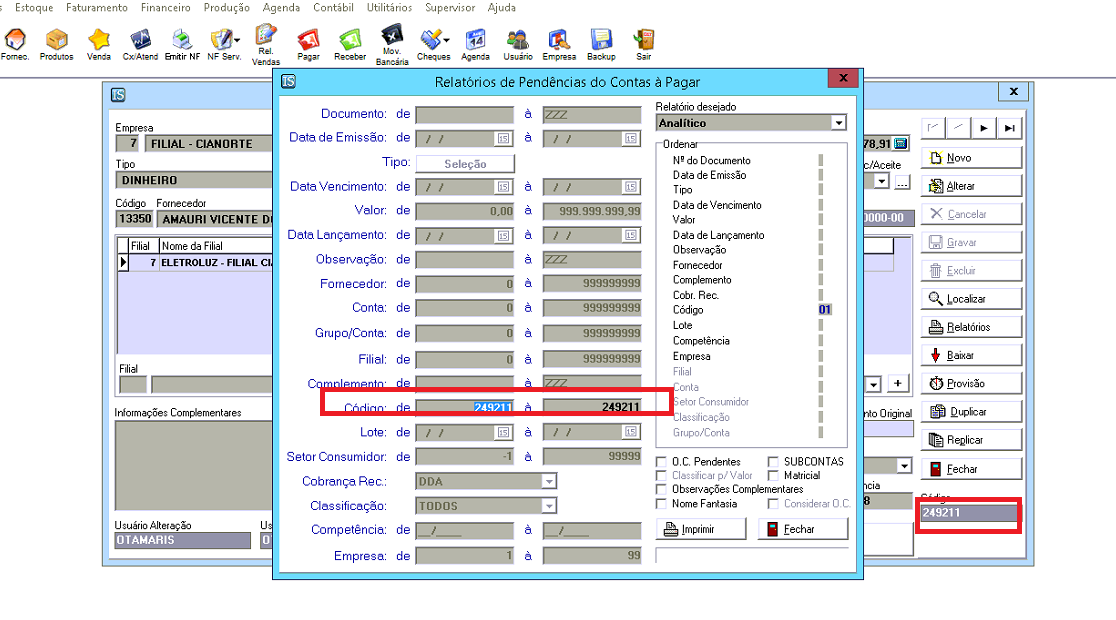 Estoque Faturamento Financeiro Produção Agenda Contábil Utilitários Supervisor Ajuda
Fornec. Produtos Venda Cx/Atend Emitir NF NF Serv. Rel. Vendas Pagar Receber Mov. Bancária Cheques Agenda Usuário Empresa Backup Sair
Relatórios de Pendências do Contas à Pagar
Empresa
7 FILIAL - CIANORTE
Tipo
DINHEIRO
Código Fornecedor
13350 AMAURI VICENTE
Filial Nome da Filial
7 ELETROLUZ - FILIAL
Filial
Informações Complementares
Usuário Alteração
OTAMARIS
Documento: de à ZZZ
Data de Emissão: de / / 15 à / / 15
Tipo: Seleção
Data Vencimento: de / / 15 à / / 15
Valor: de 0,00 à 999.999.999,99
Data Lançamento: de / / 15 à / / 15
Observação: de à ZZZ
Fornecedor: de 0 à 999999999
Conta: de 0 à 999999999
Grupo/Conta: de 0 à 999999999
Filial: de 0 à 999999999
Complemento: de à ZZZ
Código: de 249211 à 249211
Lote: de / / 15 à / / 15
Setor Consumidor: de -1 à 99999
Cobrança Rec.: DDA
Classificação: TODOS
Competência: de __/____ à __/____
Empresa: de 1 à 99
Relatório desejado
Analítico
Ordenar
Nº do Documento
Data de Emissão
Tipo
Data de Vencimento
Valor
Data de Lançamento
Observação
Fornecedor
Complemento
Cobr. Rec.
Código 01
Lote
Competência
Empresa
Filial
Conta
Setor Consumidor
Classificação
Grupo/Conta
O.C. Pendentes SUBCONTAS
Classificar p/ Valor Matricial
Observações Complementares
Nome Fantasia Considerar O.C.
Imprimir Fechar
78,91
c/Aceite
...
0000-00
+
nto Original
ncia
8
Novo
Alterar
Cancelar
Gravar
Excluir
Localizar
Relatórios
Baixar
Provisão
Duplicar
Replicar
Fechar
Código
249211